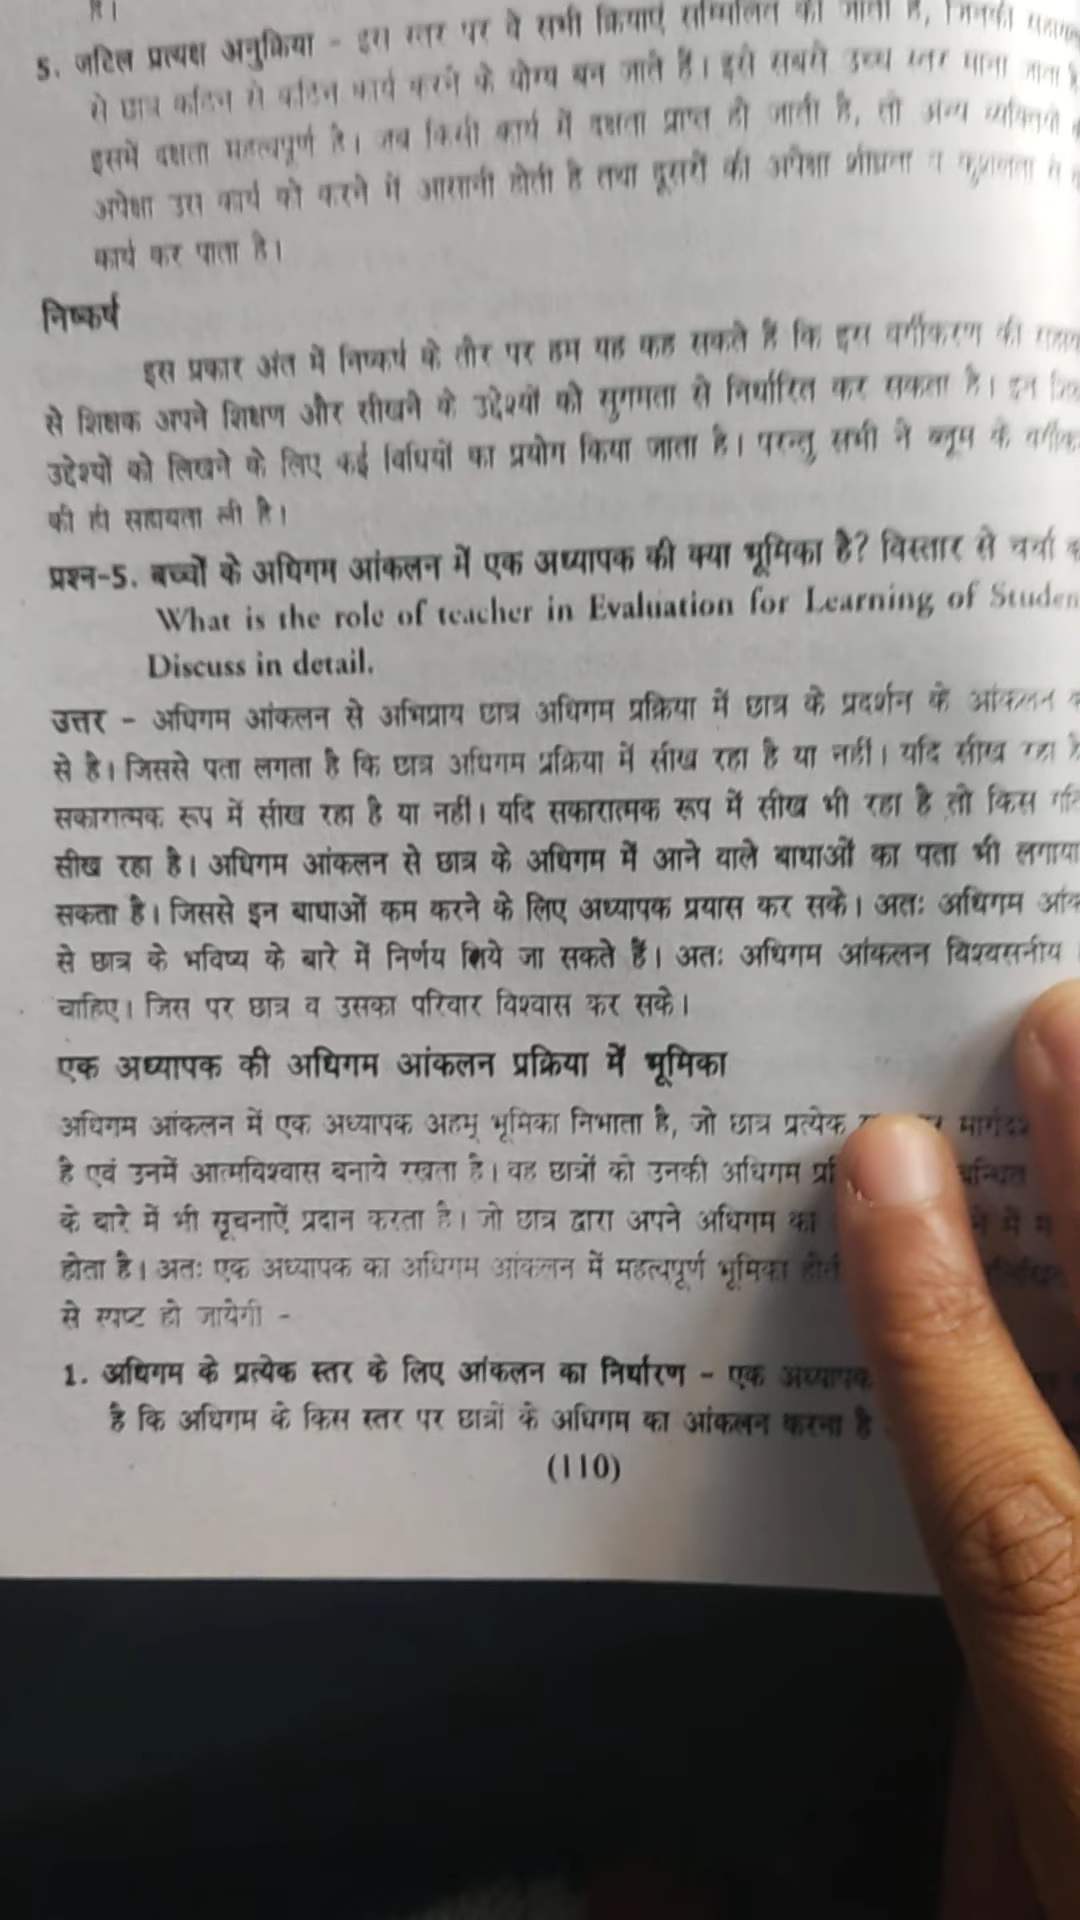 है।
5. जटिल प्रत्यक्ष अनुक्रिया - इस स्तर पर वे सभी क्रियाएं सम्मिलित की जाती है, जिनकी
से छात्र कठिन से कठिन कार्य करने के योग्य बन जाते हैं। इसे सबसे उच्च स्तर माना जाता है
इसमें दक्षता महत्वपूर्ण है। जब किसी कार्य में दक्षता प्राप्त हो जाती है, तो अन्य व्यक्तियों
अपेक्षा उस कार्य को करने में आसानी होती है तथा दूसरों की अपेक्षा शीघ्रता व कुशलता से
कार्य कर पाता है।
निष्कर्ष
इस प्रकार अंत में निष्कर्ष के तौर पर हम यह कह सकते हैं कि इस वर्गीकरण की
से शिक्षक अपने शिक्षण और सीखने के उद्देश्यों को सुगमता से निर्धारित कर सकता है। इन
उद्देश्यों को लिखने के लिए कई विधियों का प्रयोग किया जाता है। परन्तु सभी ने ब्लूम के
की ही सहायता ली है।
प्रश्न-5. बच्चों के अधिगम आंकलन में एक अध्यापक की क्या भूमिका है? विस्तार से चर्चा
What is the role of teacher in Evaluation for Learning of Studen
Discuss in detail.
उत्तर - अधिगम आंकलन से अभिप्राय छात्र अधिगम प्रक्रिया में छात्र के प्रदर्शन के आंकलन
से है। जिससे पता लगता है कि छात्र अधिगम प्रक्रिया में सीख रहा है या नहीं। यदि सीख रहा है
सकारात्मक रूप में सीख रहा है या नहीं। यदि सकारात्मक रूप में सीख भी रहा है तो किस
सीख रहा है। अधिगम आंकलन से छात्र के अधिगम में आने वाले बाधाओं का पता भी लगाया
सकता है। जिससे इन बाधाओं कम करने के लिए अध्यापक प्रयास कर सके। अतः अधिगम
से छात्र के भविष्य के बारे में निर्णय लिये जा सकते हैं। अतः अधिगम आंकलन विश्वसनीय
चाहिए। जिस पर छात्र व उसका परिवार विश्वास कर सके।
एक अध्यापक की अधिगम आंकलन प्रक्रिया में भूमिका
अधिगम आंकलन में एक अध्यापक अहम् भूमिका निभाता है, जो छात्र प्रत्येक
है एवं उनमें आत्मविश्वास बनाये रखता है। वह छात्रों को उनकी अधिगम
के बारे में भी सूचनाऐं प्रदान करता है। जो छात्र द्वारा अपने अधिगम का में
होता है। अतः एक अध्यापक का अधिगम आंकलन में महत्वपूर्ण भूमिका
से स्पष्ट हो जायेगी -
1. अधिगम के प्रत्येक स्तर के लिए आंकलन का निर्धारण - एक अध्यापक
है कि अधिगम के किस स्तर पर छात्रों के अधिगम का आंकलन करना है
(110)